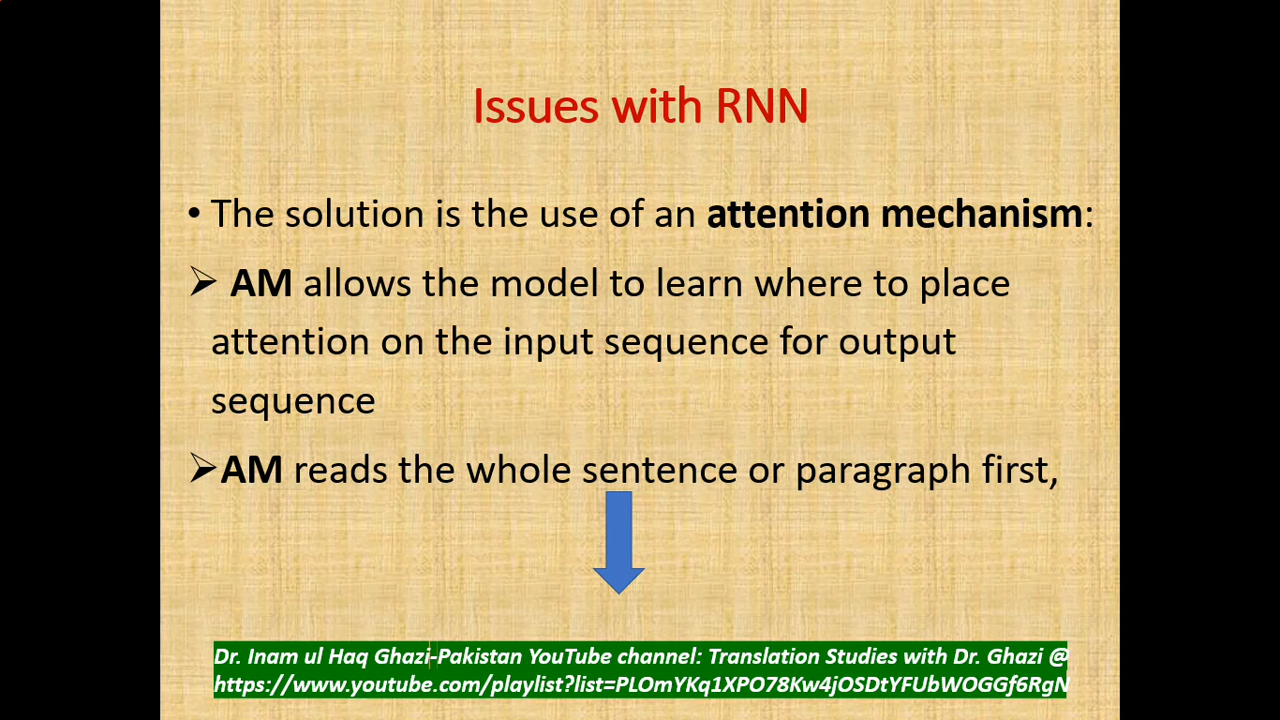 Issues with RNN
• The solution is the use of an attention mechanism:
➢ AM allows the model to learn where to place
attention on the input sequence for output
sequence
➢AM reads the whole sentence or paragraph first,
Dr. Inam ul Haq Ghazi-Pakistan YouTube channel: Translation Studies with Dr. Ghazi @
https://www.youtube.com/playlist?list=PLOmYKq1XPO78Kw4jOSDtYFUbWOGGf6RgN